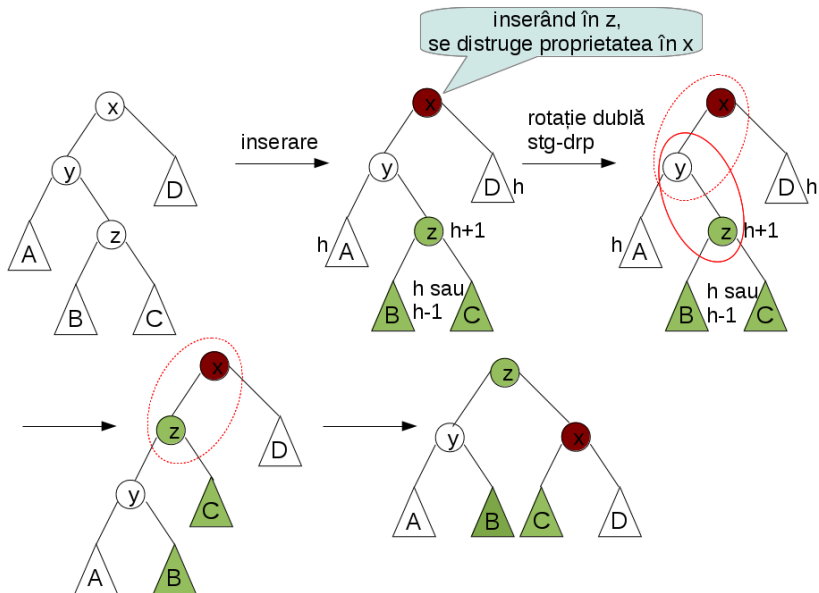 inserând în z,
se distruge proprietatea în x
x
y
D
z
A
B
C
inserare
x
y
D h
z h+1
h A
h sau
B h-1 C
rotație dublă
stg-drp
x
y
D h
z h+1
h A
h sau
B h-1 C
x
z
D
y
C
A
B
z
y
x
A
B
C
D